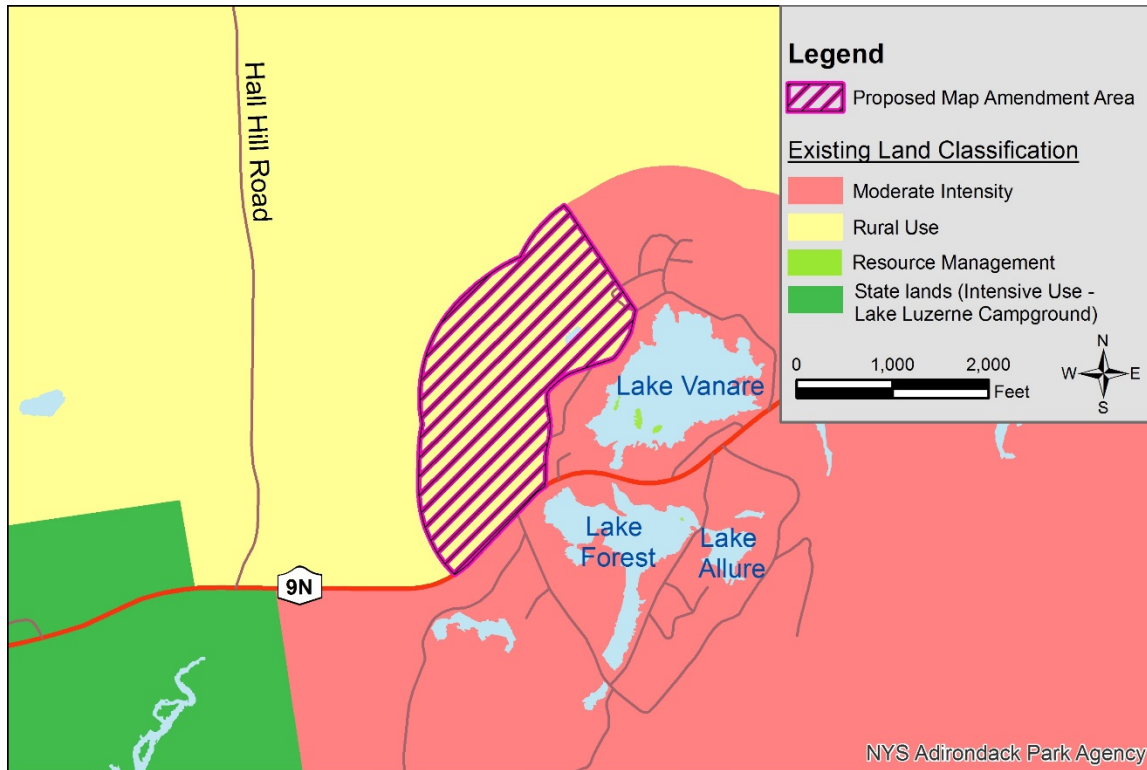 Hall Hill Road
Legend
Proposed Map Amendment Area
Existing Land Classification
Moderate Intensity
Rural Use
Resource Management
State lands (Intensive Use -
Lake Luzerne Campground)
0 1,000 2,000
Feet
N
W E
S
Lake Vanare
Lake
Forest
Lake
Allure
9N
NYS Adirondack Park Agency